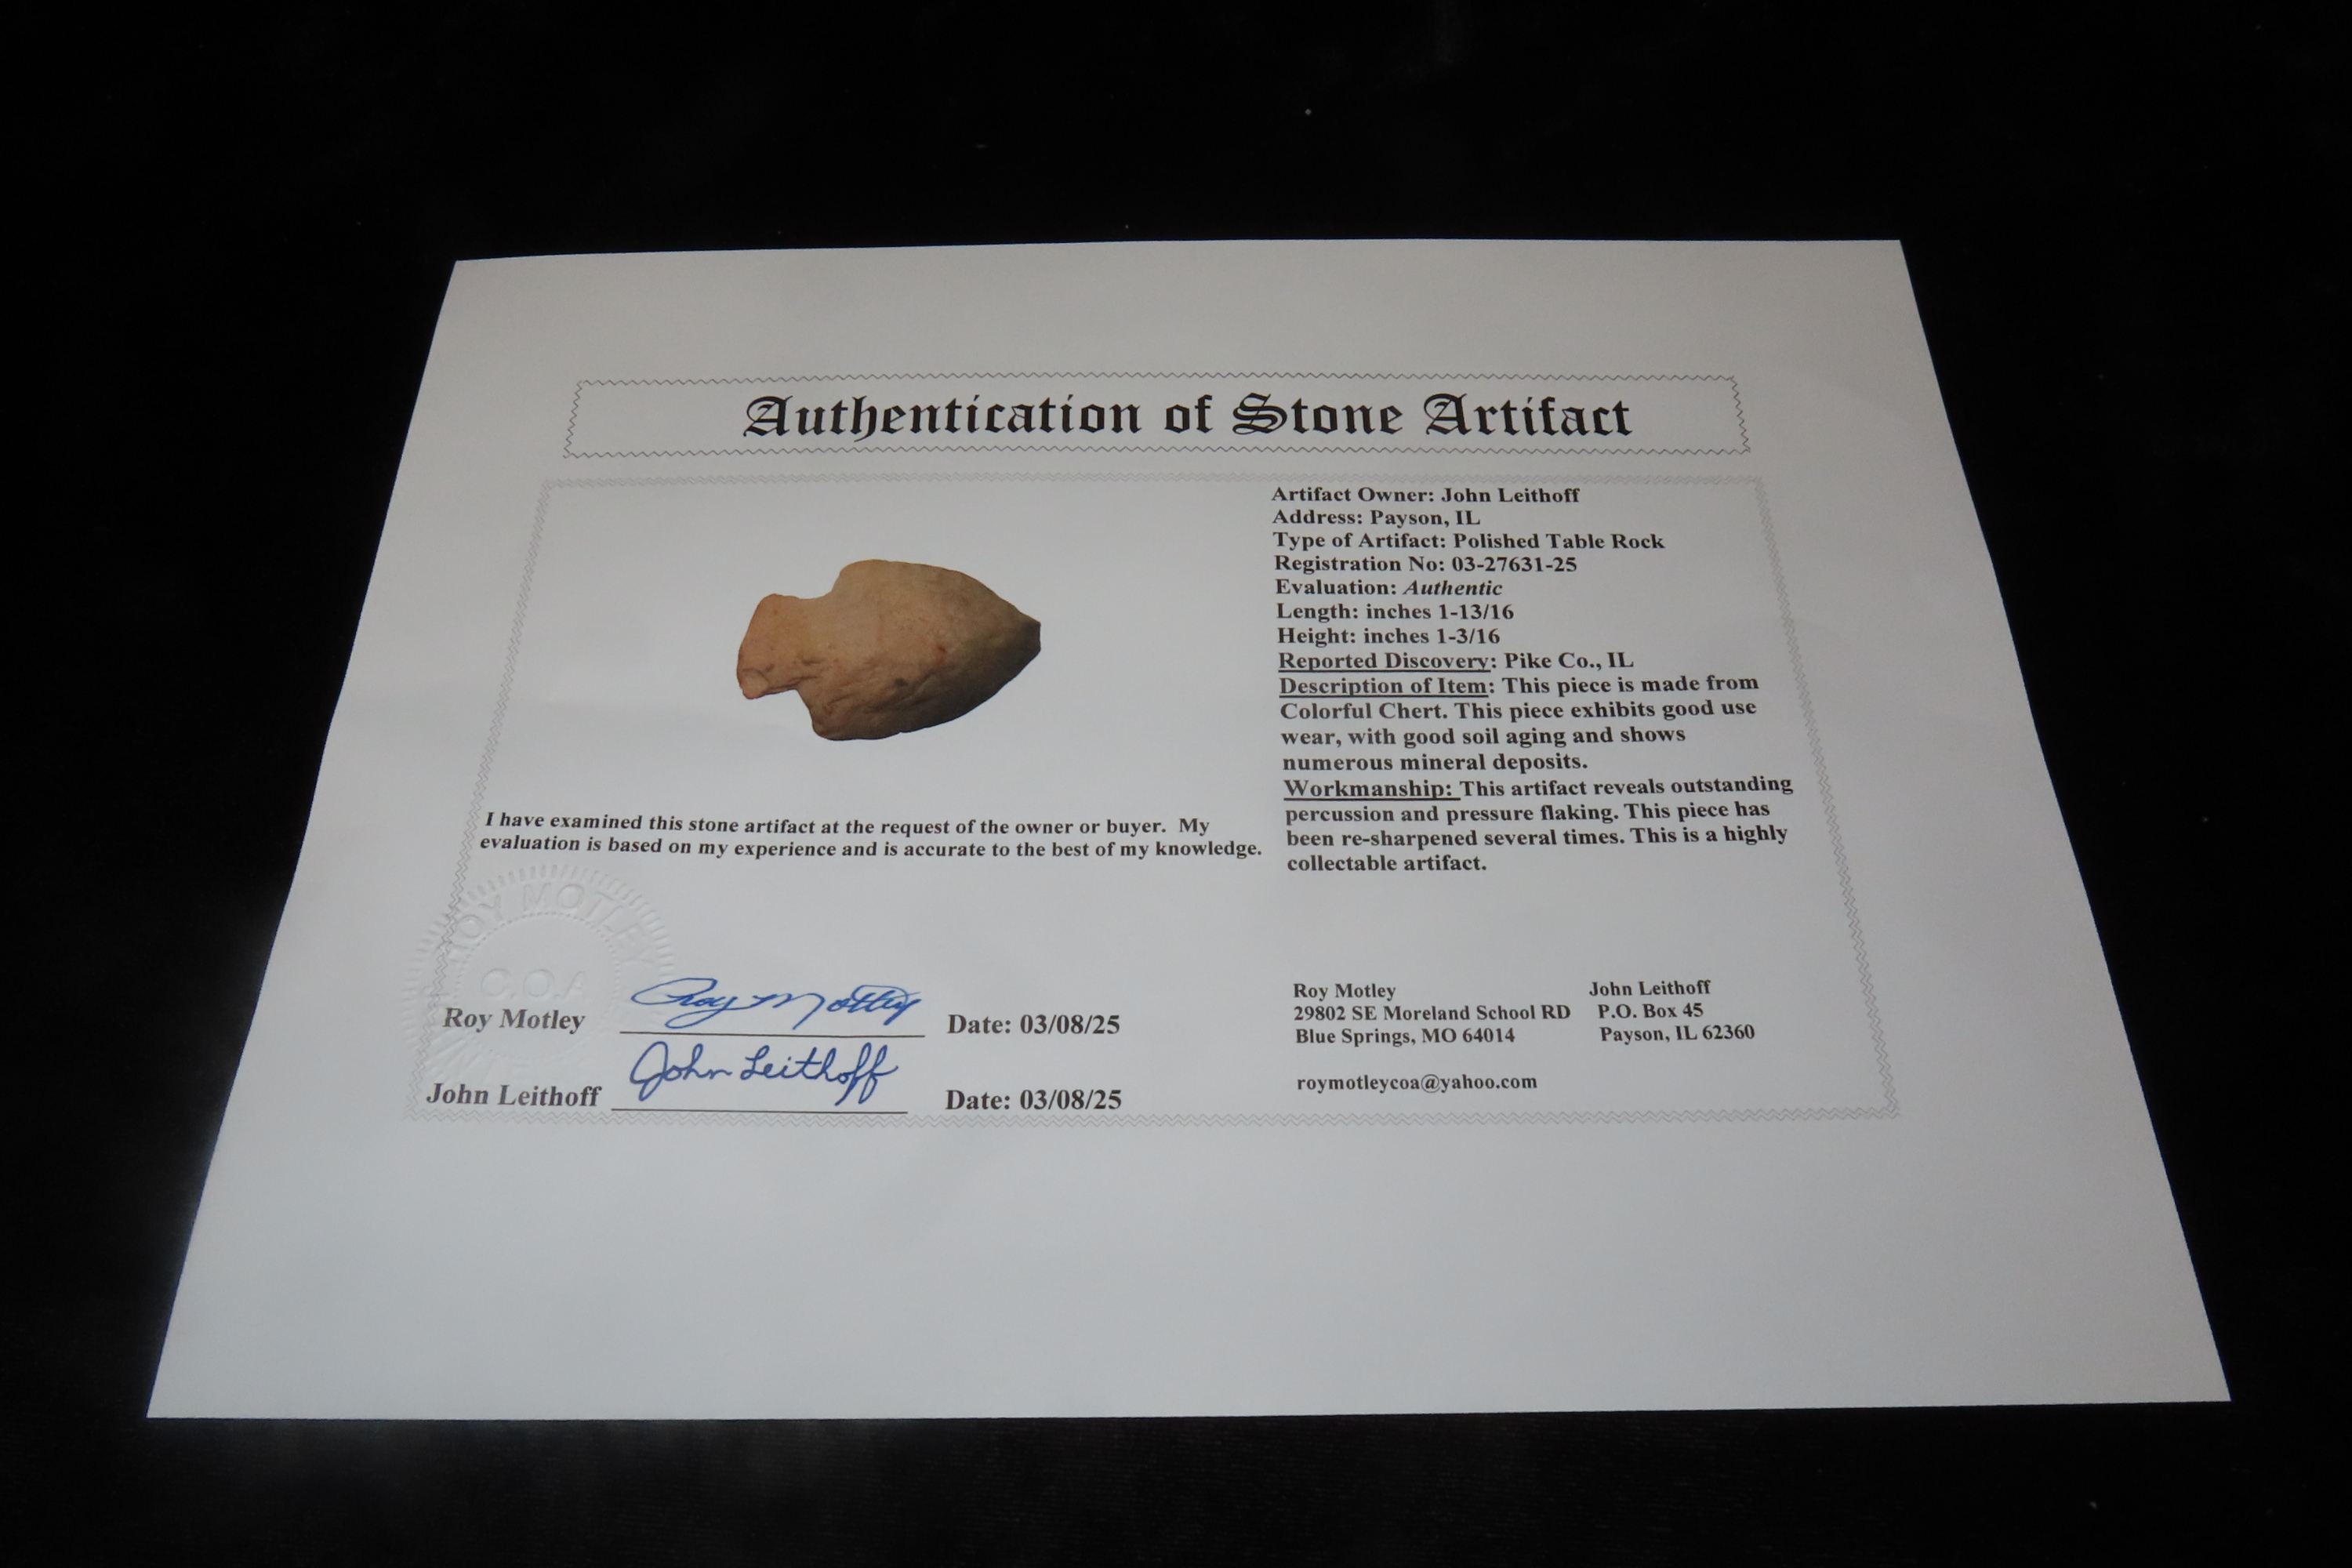 Authentication of Stone Artifact
Artifact Owner: John Leithoff
Address: Payson, IL
Type of Artifact: Polished Table Rock
Registration No: 03-27631-25
Evaluation: Authentic
Length: inches 1-13/16
Height: inches 1-3/16
Reported Discovery: Pike Co., IL
Description of Item: This piece is made from
Colorful Chert. This piece exhibits good use
wear, with good soil aging and shows
numerous mineral deposits.
Workmanship: This artifact reveals outstanding
percussion and pressure flaking. This piece has
been re-sharpened several times. This is a highly
collectable artifact.
I have examined this stone artifact at the request of the owner or buyer.  My
evaluation is based on my experience and is accurate to the best of my knowledge.
ROY MOTLEY
C.O.A
Roy Motley Roy Motley Date: 03/08/25
John Leithoff John Leithoff Date: 03/08/25
Roy Motley
29802 SE Moreland School RD
Blue Springs, MO 64014
roymotleycoa@yahoo.com
John Leithoff
P.O. Box 45
Payson, IL 62360